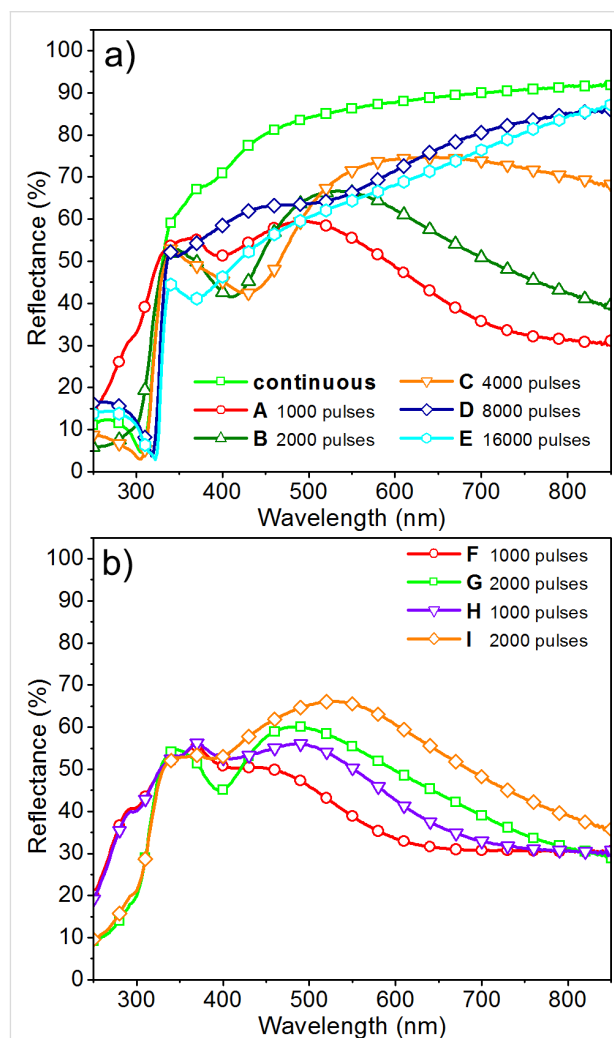 a)
100
90
80
70
60
50
40
30
20
10
0
Reflectance (%)
continuous
A 1000 pulses
B 2000 pulses
C 4000 pulses
D 8000 pulses
E 16000 pulses
300 400 500 600 700 800
Wavelength (nm)
b)
100
90
80
70
60
50
40
30
20
10
0
Reflectance (%)
F 1000 pulses
G 2000 pulses
H 1000 pulses
I 2000 pulses
300 400 500 600 700 800
Wavelength (nm)